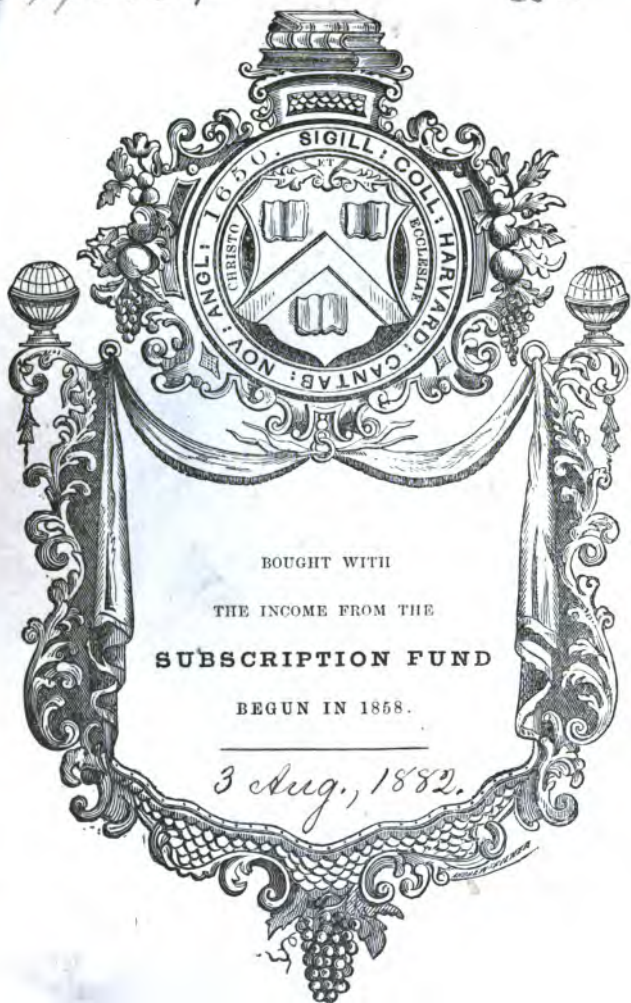 SIGILL: COLL: HARVARD: CANTAB: NOV: ANGL: 1650.
CHRISTO
ET
ECCLESIAE
BOUGHT WITH
THE INCOME FROM THE
SUBSCRIPTION FUND
BEGUN IN 1858.
3 Aug., 1882.